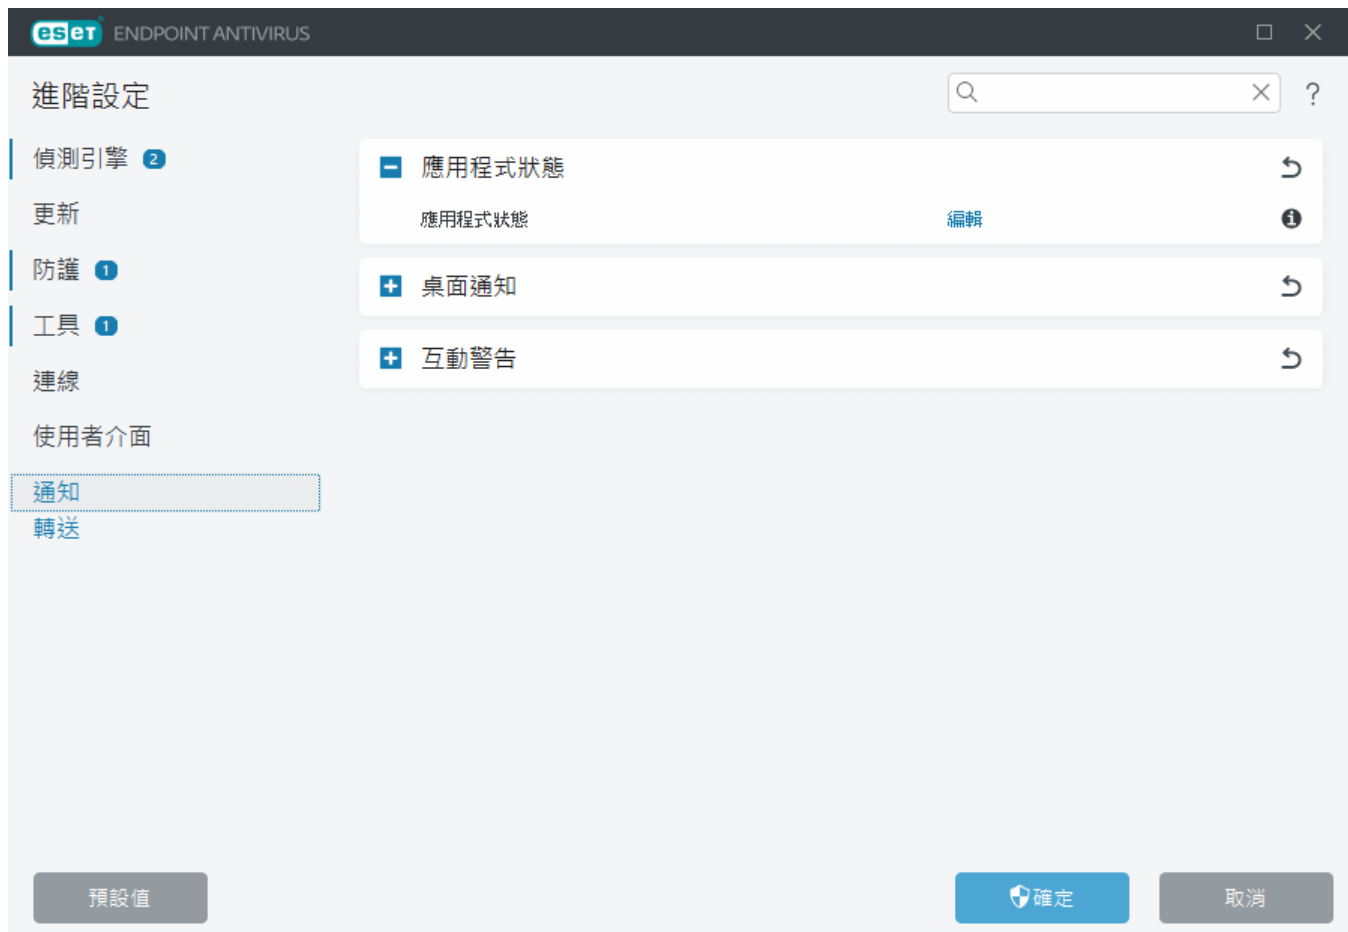 eset ENDPOINT ANTIVIRUS
進階設定
?
偵測引擎 2
更新
防護 1
工具 1
連線
使用者介面
通知
轉送
應用程式狀態
應用程式狀態 編輯
桌面通知
互動警告
預設值
確定
取消